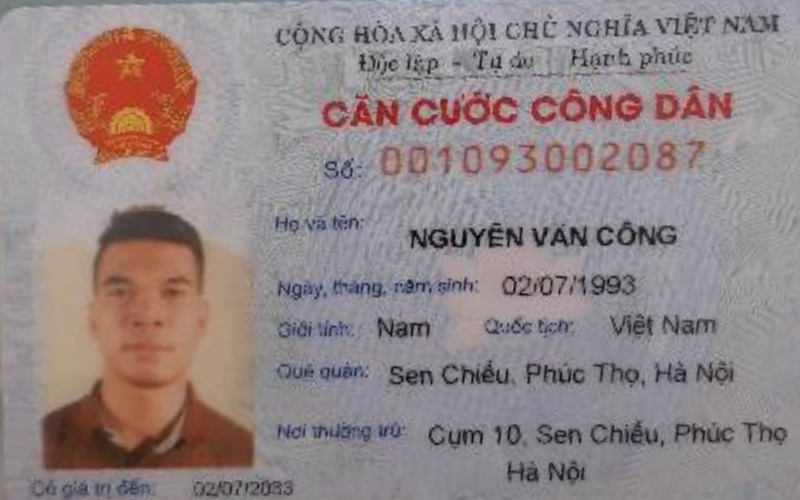 CỘNG HÒA XÃ HỘI CHỦ NGHĨA VIỆT NAM
Độc lập - Tự do - Hạnh phúc
CĂN CƯỚC CÔNG DÂN
Số: 001093002087
Họ và tên: NGUYỄN VĂN CÔNG
Ngày, tháng, năm sinh: 02/07/1993
Giới tính: Nam Quốc tịch: Việt Nam
Quê quán: Sen Chiểu, Phúc Thọ, Hà Nội
Nơi thường trú: Cụm 10, Sen Chiểu, Phúc Thọ
Hà Nội
Có giá trị đến: 02/07/2033